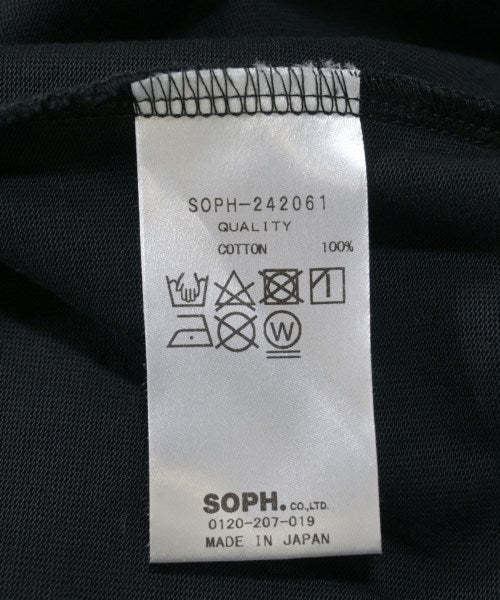 SOPH-242061
QUALITY
COTTON 100%
W
SOPH. CO.,LTD.
0120-207-019
MADE IN JAPAN